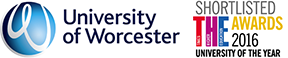 University
of Worcester
SHORTLISTED
THE AWARDS
2016
UNIVERSITY OF THE YEAR